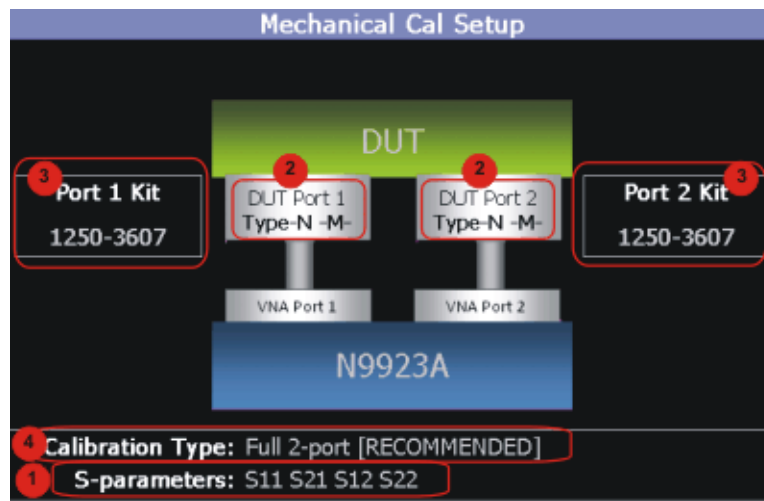 Mechanical Cal Setup
DUT
3
Port 1 Kit
1250-3607
2
DUT Port 1
Type-N -M-
2
DUT Port 2
Type-N -M-
3
Port 2 Kit
1250-3607
VNA Port 1
VNA Port 2
N9923A
4
Calibration Type: Full 2-port [RECOMMENDED]
1
S-parameters: S11 S21 S12 S22